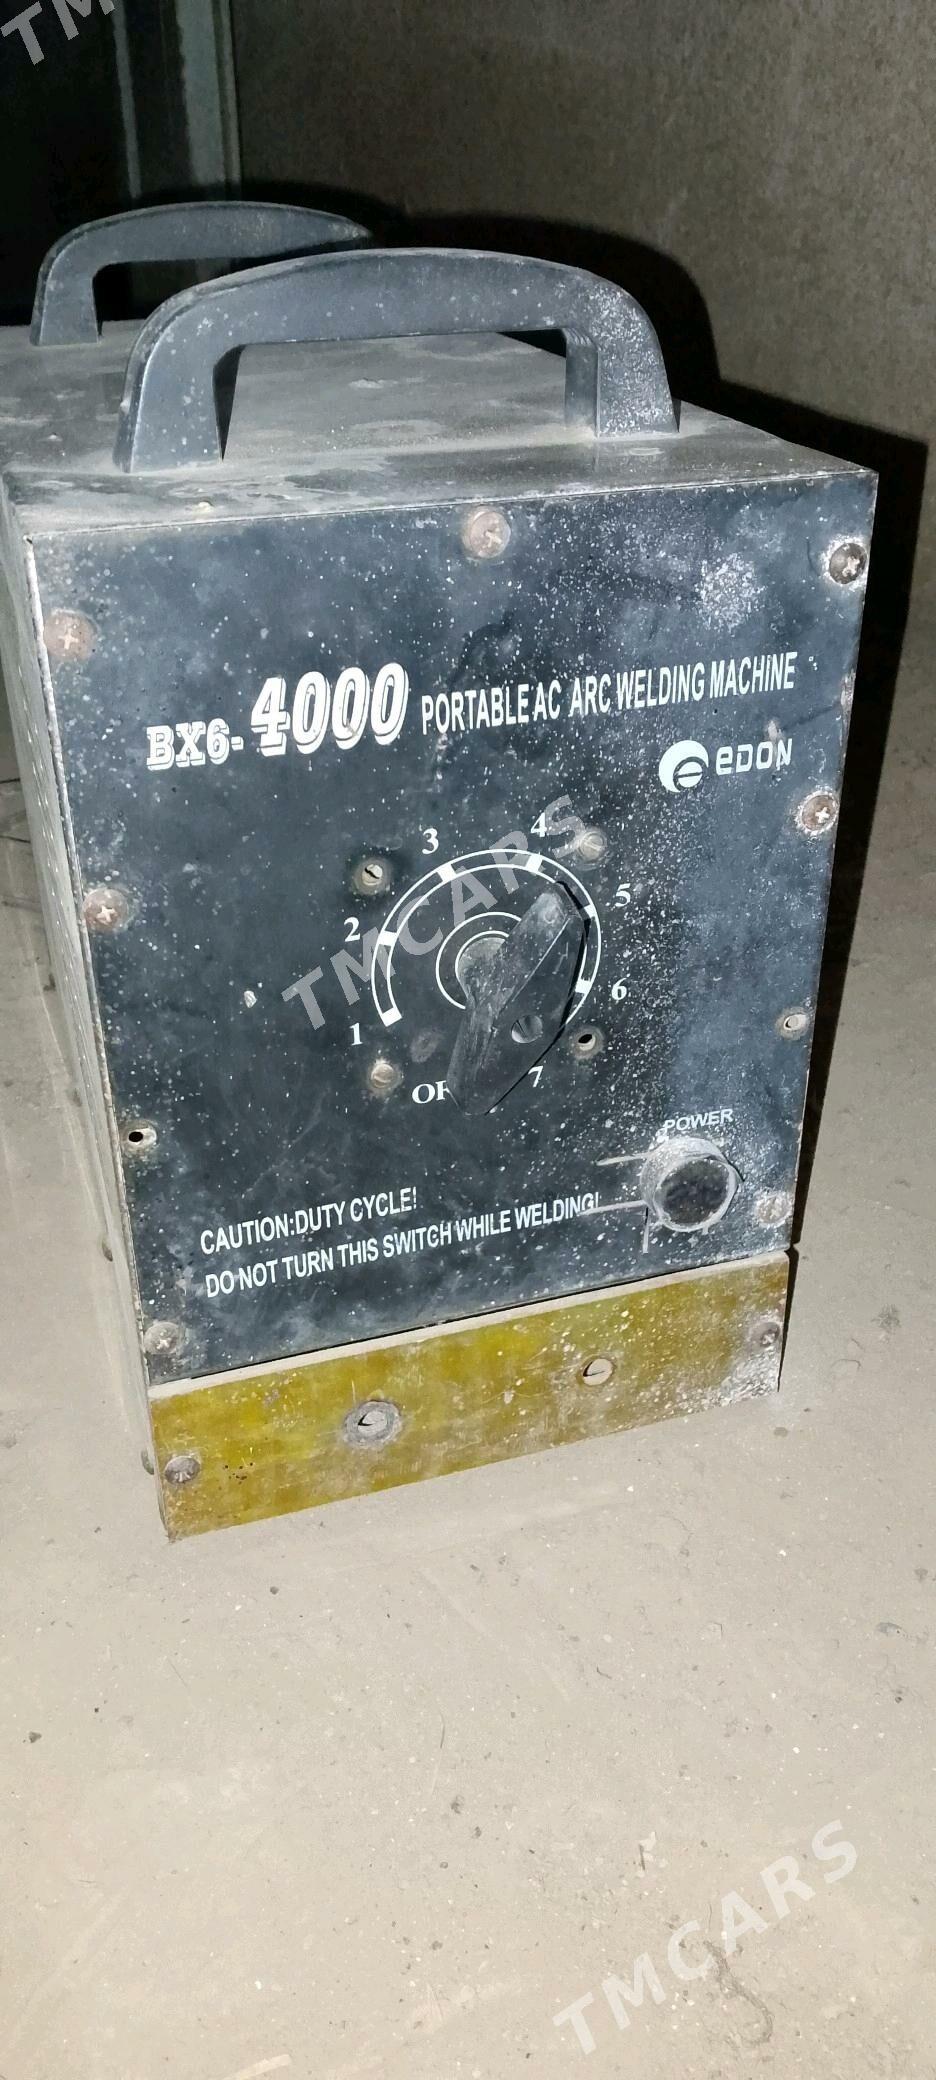 BX6-4000 PORTABLE AC ARC WELDING MACHINE
EDON
3
4
2
5
TMCARS
6
1
7
POWER
CAUTION:DUTY CYCLE!
DO NOT TURN THIS SWITCH WHILE WELDING!
TMCARS